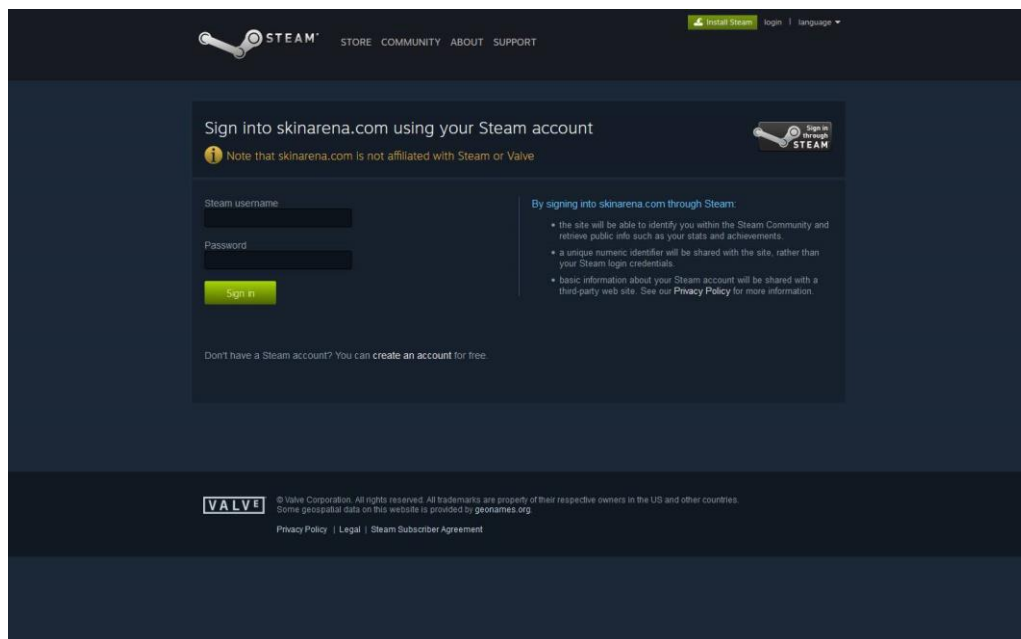 Install Steam login | language
STEAM STORE COMMUNITY ABOUT SUPPORT
Sign into skinarena.com using your Steam account
Note that skinarena.com is not affiliated with Steam or Valve
Sign in
through
STEAM
Steam username
Password
Sign in
By signing into skinarena.com through Steam:
• the site will be able to identify you within the Steam Community and
retrieve public info such as your stats and achievements.
• a unique numeric identifier will be shared with the site, rather than
your Steam login credentials.
• basic information about your Steam account will be shared with a
third-party web site. See our Privacy Policy for more information.
Don't have a Steam account? You can create an account for free.
VALVE
© Valve Corporation. All rights reserved. All trademarks are property of their respective owners in the US and other countries.
Some geospatial data on this website is provided by geonames.org.
Privacy Policy | Legal | Steam Subscriber Agreement